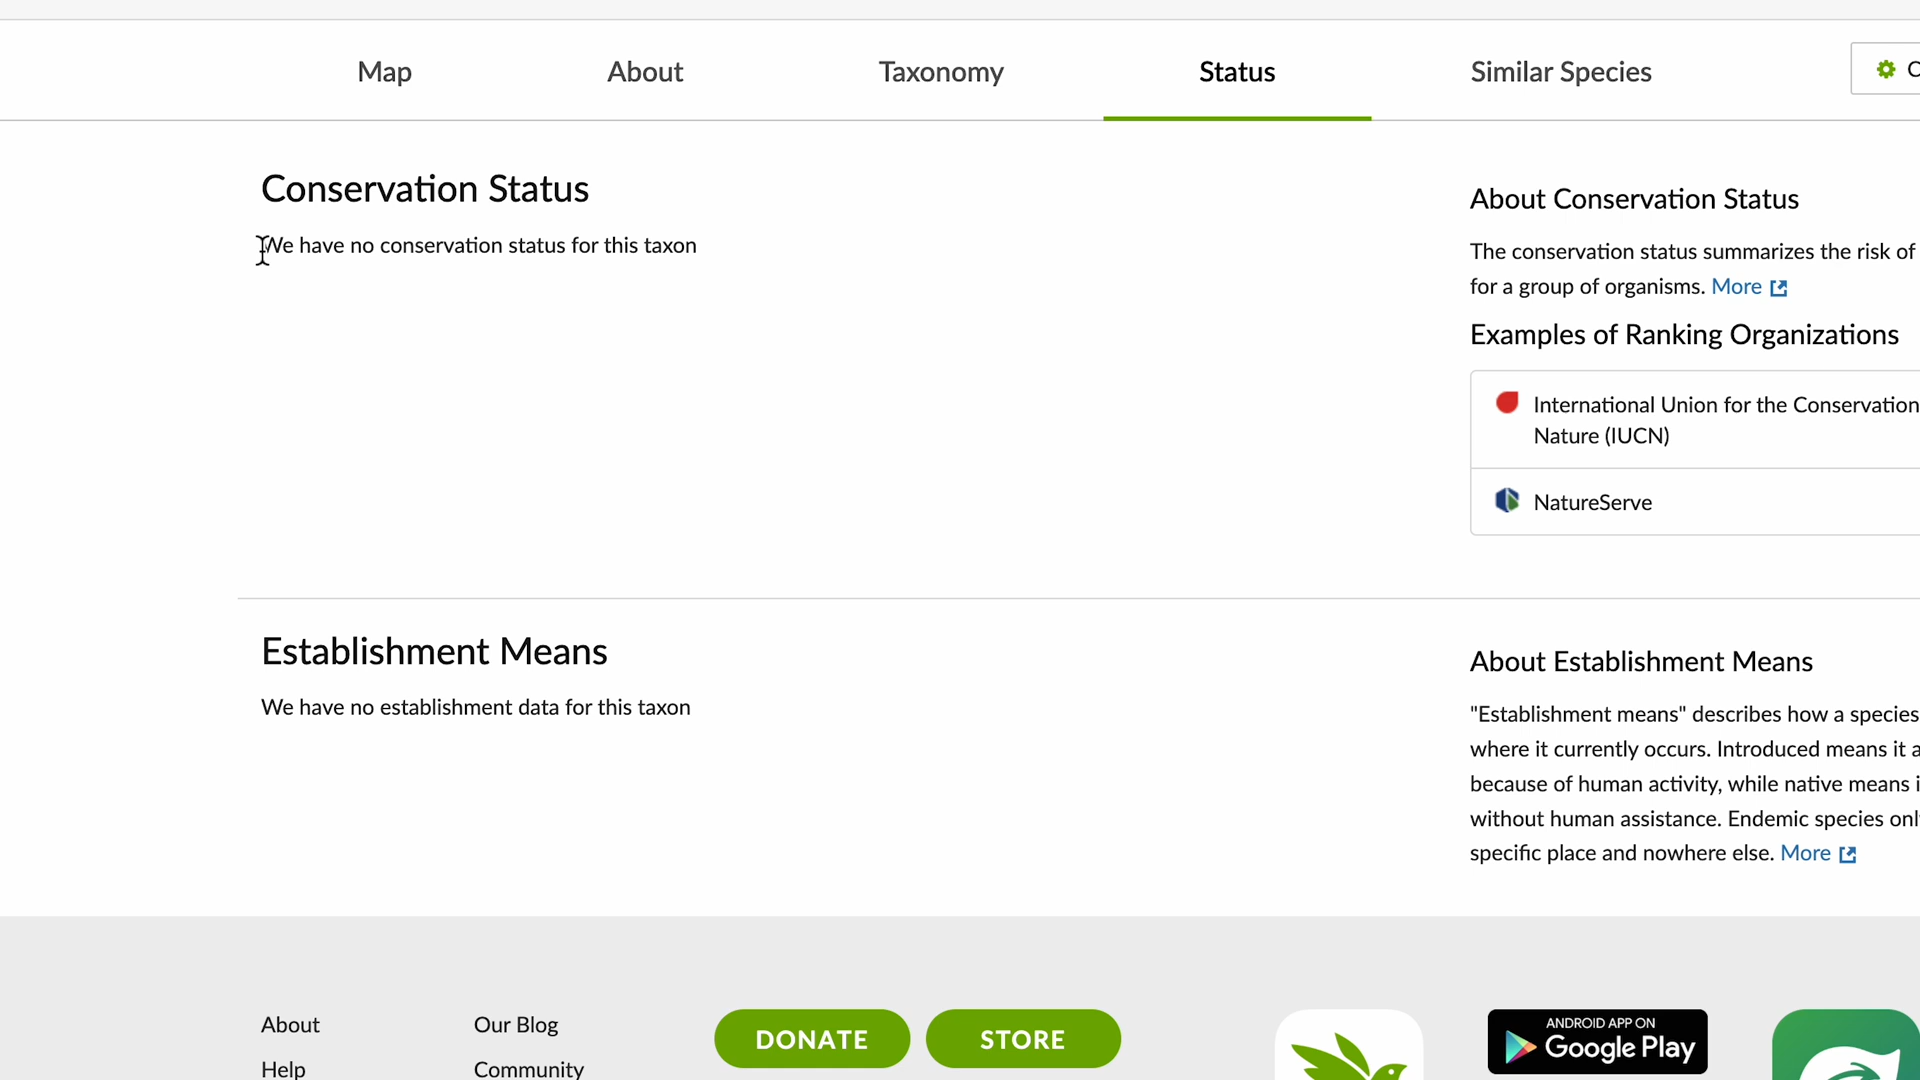 Map About Taxonomy Status Similar Species
Conservation Status
We have no conservation status for this taxon
About Conservation Status
The conservation status summarizes the risk of
for a group of organisms. More
Examples of Ranking Organizations
International Union for the Conservation
Nature (IUCN)
NatureServe
Establishment Means
We have no establishment data for this taxon
About Establishment Means
"Establishment means" describes how a species
where it currently occurs. Introduced means it a
because of human activity, while native means i
without human assistance. Endemic species onl
specific place and nowhere else. More
About
Help
Our Blog
Community
DONATE
STORE
ANDROID APP ON
Google Play